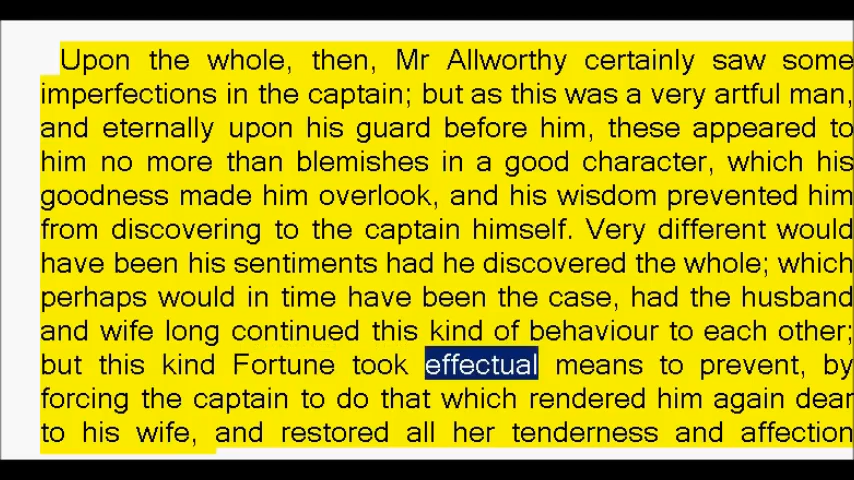 Upon the whole, then, Mr Allworthy certainly saw some
imperfections in the captain; but as this was a very artful man,
and eternally upon his guard before him, these appeared to
him no more than blemishes in a good character, which his
goodness made him overlook, and his wisdom prevented him
from discovering to the captain himself. Very different would
have been his sentiments had he discovered the whole; which
perhaps would in time have been the case, had the husband
and wife long continued this kind of behaviour to each other;
but this kind Fortune took effectual means to prevent, by
forcing the captain to do that which rendered him again dear
to his wife, and restored all her tenderness and affection